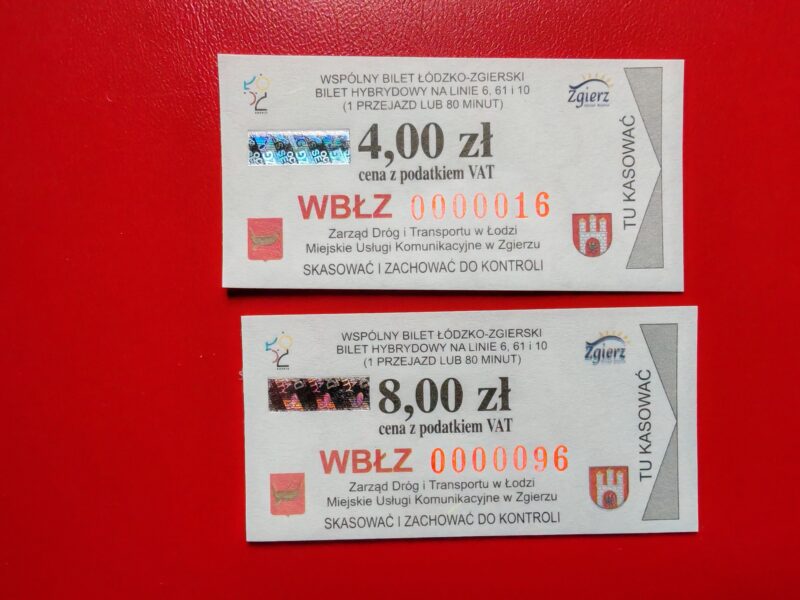 WSPÓLNY BILET ŁÓDZKO-ZGIERSKI
BILET HYBRYDOWY NA LINIE 6, 61 i 10
(1 PRZEJAZD LUB 80 MINUT)
Zgierz
4,00 zł
cena z podatkiem VAT
WBŁZ 0000016
Zarząd Dróg i Transportu w Łodzi
Miejskie Usługi Komunikacyjne w Zgierzu
SKASOWAĆ I ZACHOWAĆ DO KONTROLI
TU KASOWAĆ
WSPÓLNY BILET ŁÓDZKO-ZGIERSKI
BILET HYBRYDOWY NA LINIE 6, 61 i 10
(1 PRZEJAZD LUB 80 MINUT)
Zgierz
8,00 zł
cena z podatkiem VAT
WBŁZ 0000096
Zarząd Dróg i Transportu w Łodzi
Miejskie Usługi Komunikacyjne w Zgierzu
SKASOWAĆ I ZACHOWAĆ DO KONTROLI
TU KASOWAĆ